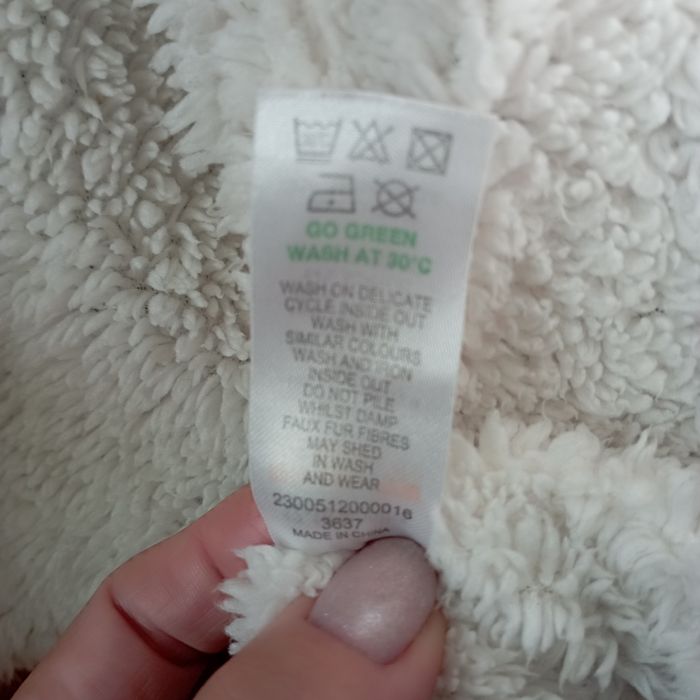 GO GREEN
WASH AT 30°C
WASH ON DELICATE
CYCLE INSIDE OUT
WASH WITH
SIMILAR COLOURS
WASH AND IRON
INSIDE OUT
DO NOT PILE
WHILST DAMP
FAUX FUR FIBRES
MAY SHED
IN WASH
AND WEAR
2300512000016
3637
MADE IN CHINA